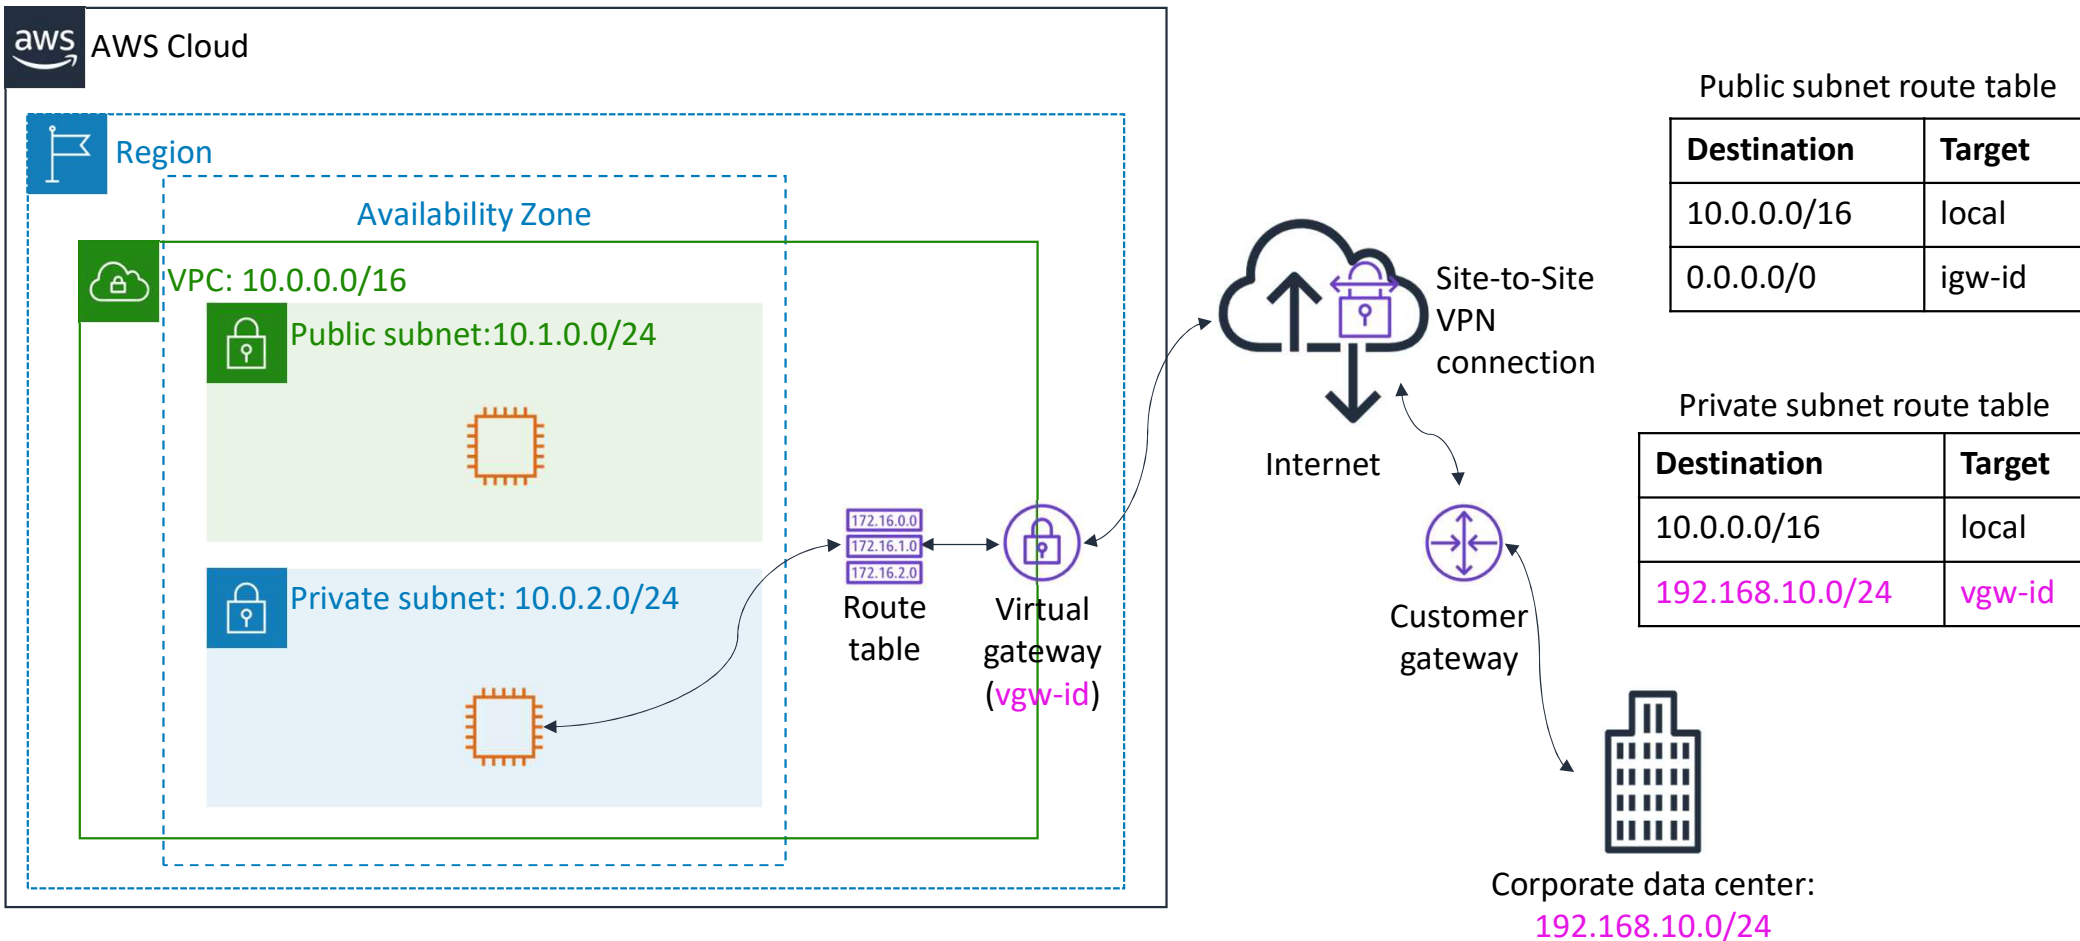 aws
AWS Cloud
Region
Availability Zone
VPC: 10.0.0.0/16
Public subnet:10.1.0.0/24
Private subnet: 10.0.2.0/24
172.16.0.0
172.16.1.0
172.16.2.0
Route
table
Virtual
gateway
(vgw-id)
Site-to-Site
VPN
connection
Internet
Customer
gateway
Corporate data center:
192.168.10.0/24
Public subnet route table
Destination Target
10.0.0.0/16 local
0.0.0.0/0 igw-id
Private subnet route table
Destination Target
10.0.0.0/16 local
192.168.10.0/24 vgw-id